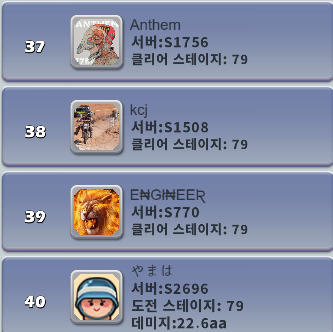 37
Anthem
서버:S1756
클리어 스테이지: 79
38
kcj
서버:S1508
클리어 스테이지: 79
39
E₦GI₦EEⱤ
서버:S770
클리어 스테이지: 79
40
やまは
서버:S2696
도전 스테이지: 79
데미지:22.6aa